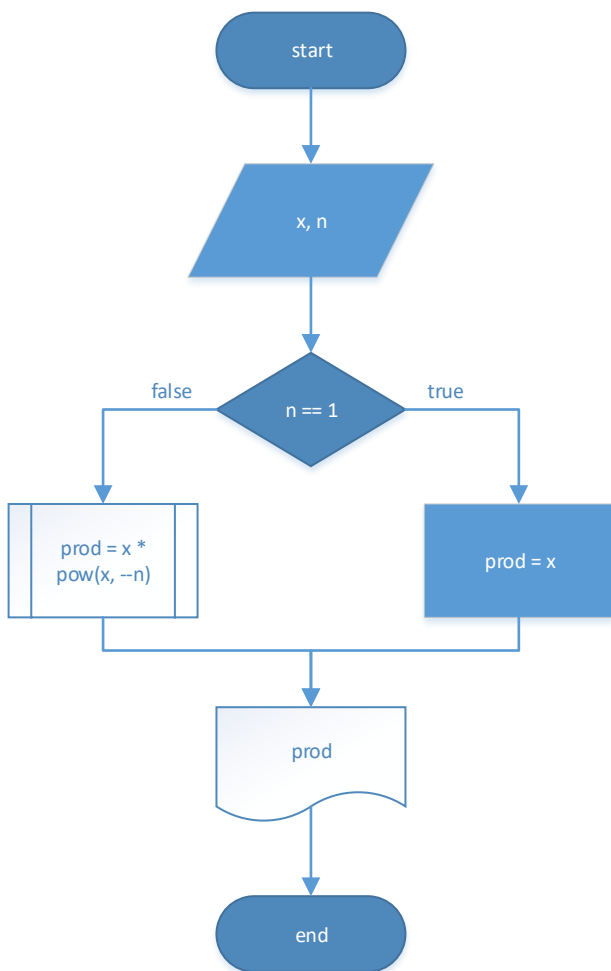 start
x, n
false
true
n == 1
prod = x *
pow(x, --n)
prod = x
prod
end